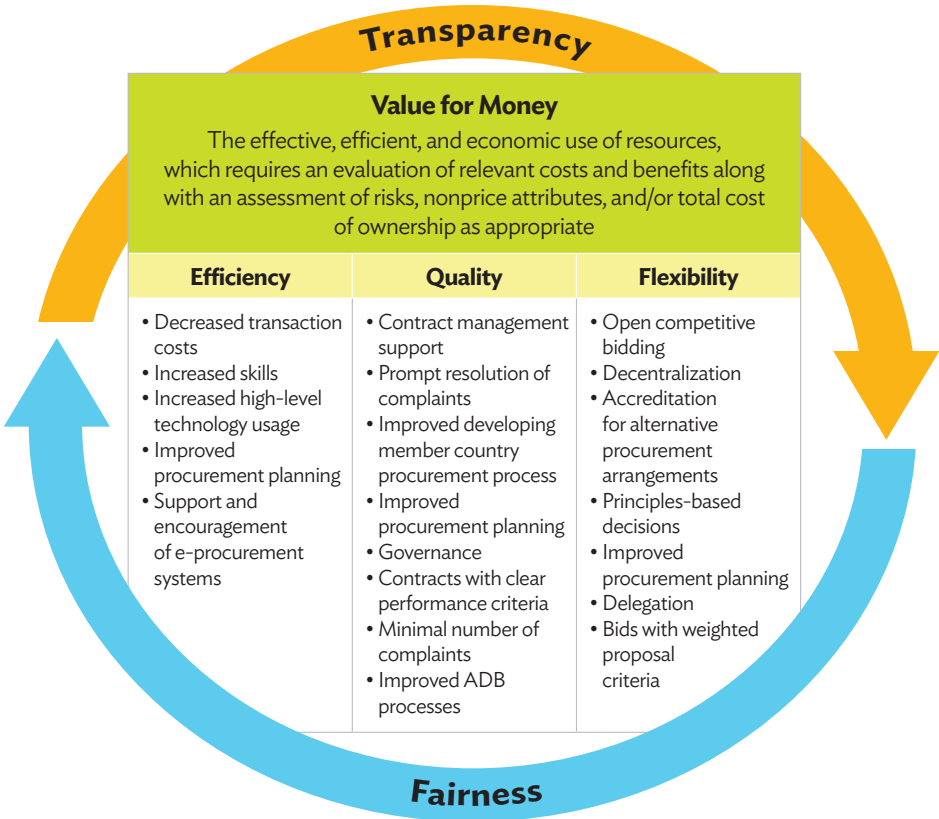 Transparency
Value for Money
The effective, efficient, and economic use of resources,
which requires an evaluation of relevant costs and benefits along
with an assessment of risks, nonprice attributes, and/or total cost
of ownership as appropriate
Efficiency
• Decreased transaction
costs
• Increased skills
• Increased high-level
technology usage
• Improved
procurement planning
• Support and
encouragement
of e-procurement
systems
Quality
• Contract management
support
• Prompt resolution of
complaints
• Improved developing
member country
procurement process
• Improved
procurement planning
• Governance
• Contracts with clear
performance criteria
• Minimal number of
complaints
• Improved ADB
processes
Flexibility
• Open competitive
bidding
• Decentralization
• Accreditation
for alternative
procurement
arrangements
• Principles-based
decisions
• Improved
procurement planning
• Delegation
• Bids with weighted
proposal
criteria
Fairness